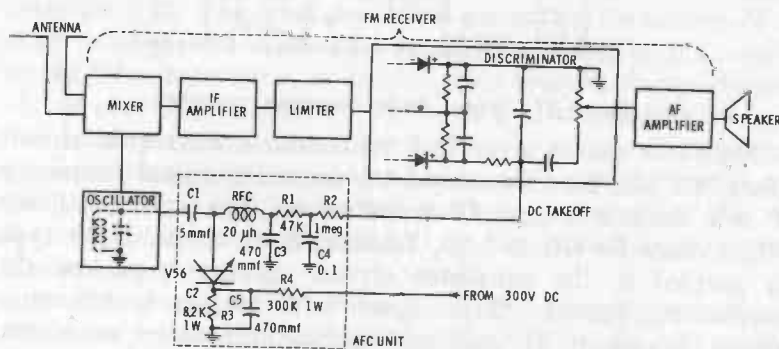 FM RECEIVER
ANTENNA
DISCRIMINATOR
MIXER
IF
AMPLIFIER
LIMITER
AF
AMPLIFIER
SPEAKER
OSCILLATOR
C1
5mmf
RFC
20 μh
R1
47K
R2
1meg
DC TAKEOFF
470
mmf
C3
C4
0.1
V56
C2
8.2K
1W
R3
C5
470mmf
R4
300K 1W
FROM 300V DC
AFC UNIT